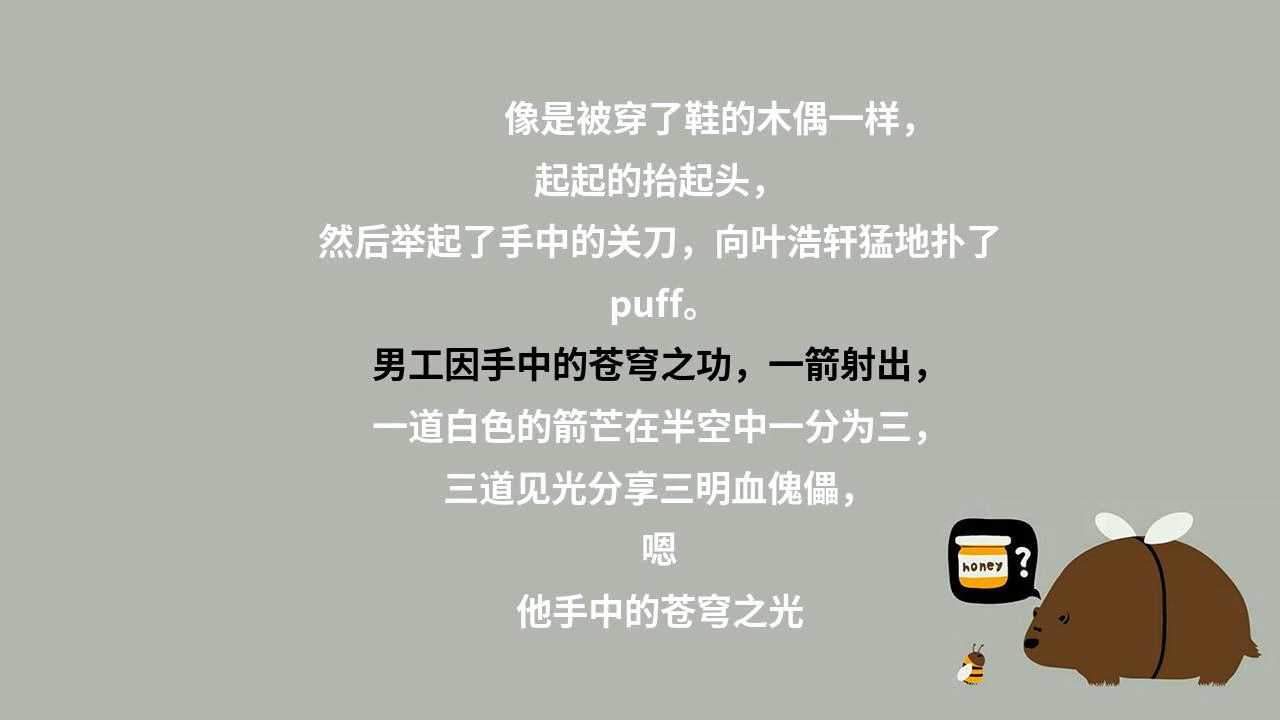 像是被穿了鞋的木偶一样，
起起的抬起头，
然后举起了手中的关刀，向叶浩轩猛地扑了
puff。
男工因手中的苍穹之功，一箭射出，
一道白色的箭芒在半空中一分为三，
三道见光分享三明血傀儡，
嗯
他手中的苍穹之光
honey
?